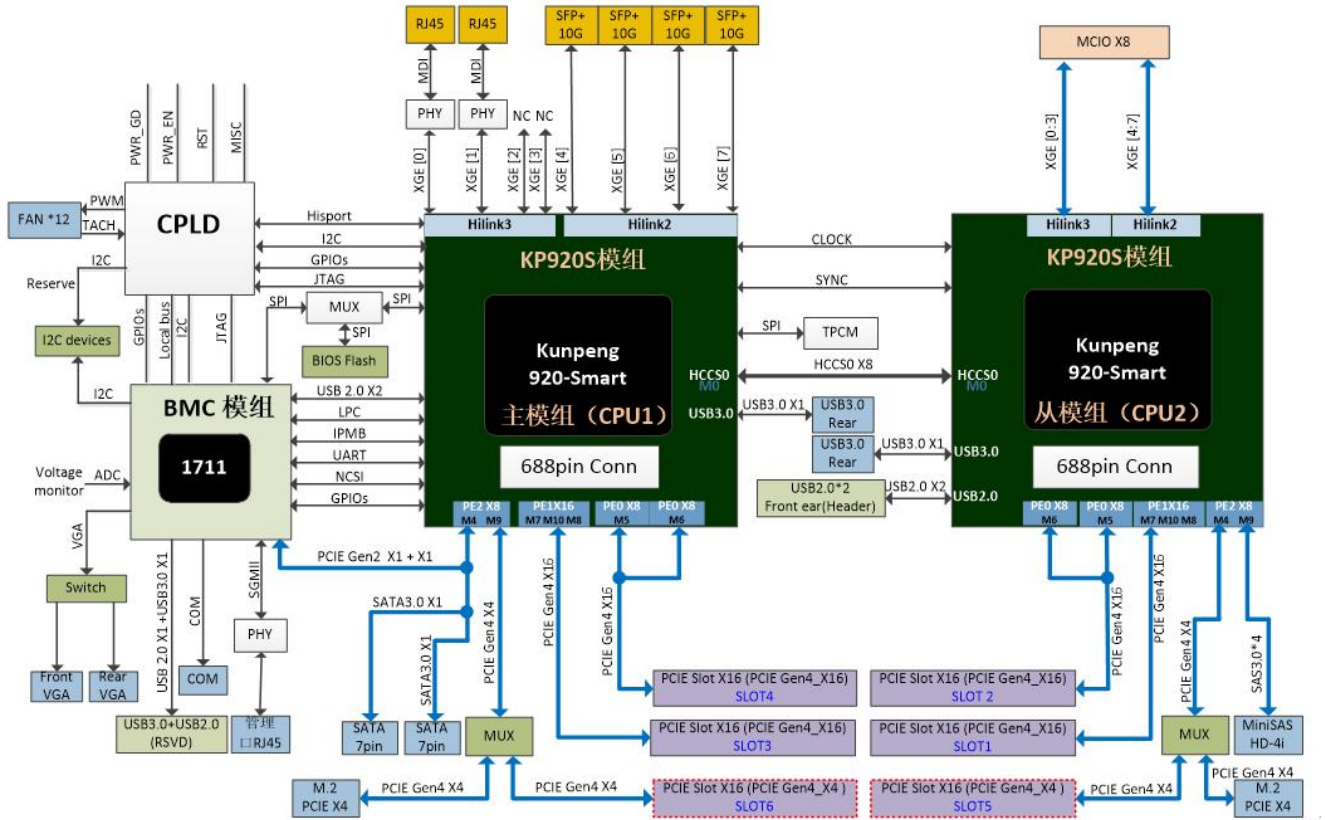 RJ45
RJ45
SFP+
10G
SFP+
10G
SFP+
10G
SFP+
10G
MCIO X8
MDI
MDI
PHY
PHY
NC
NC
XGE [0]
XGE [1]
XGE [2]
XGE [3]
XGE [4]
XGE [5]
XGE [6]
XGE [7]
XGE [0:3]
XGE [4:7]
PWR_GD
PWR_EN
RST
MISC
FAN *12
PWM
TACH
CPLD
I2C
Reserve
I2C devices
I2C
GPIOs
Local bus
I2C
JTAG
Hisport
I2C
GPIOs
JTAG
SPI
MUX
SPI
SPI
BIOS Flash
Hilink3
Hilink2
KP920S模组
Kunpeng
920-Smart
主模组（CPU1）
688pin Conn
HCCS0
M0
USB3.0
PE2 X8
M4 M9
PE1X16
M7 M10 M8
PE0 X8
M5
PE0 X8
M6
CLOCK
SYNC
SPI
TPCM
HCCS0 X8
USB3.0 X1
USB3.0
Rear
USB3.0
Rear
USB3.0 X1
USB2.0*2
Front ear(Header)
USB2.0 X2
Hilink3
Hilink2
KP920S模组
Kunpeng
920-Smart
从模组（CPU2）
688pin Conn
HCCS0
M0
USB3.0
USB2.0
PE0 X8
M6
PE0 X8
M5
PE1X16
M7 M10 M8
PE2 X8
M4 M9
BMC 模组
1711
USB 2.0 X2
LPC
IPMB
UART
NCSI
GPIOs
Voltage
monitor
ADC
VGA
Switch
Front
VGA
Rear
VGA
USB 2.0 X1 +USB3.0 X1
USB3.0+USB2.0
(RSVD)
COM
COM
SGMII
PHY
管理
口RJ45
PCIE Gen2 X1 + X1
SATA3.0 X1
SATA3.0 X1
SATA
7pin
SATA
7pin
PCIE Gen4 X4
MUX
M.2
PCIE X4
PCIE Gen4 X4
PCIE Gen4 X4
PCIE Gen4 X16
PCIE Gen4 X16
PCIE Slot X16 (PCIE Gen4_X16)
SLOT4
PCIE Slot X16 (PCIE Gen4_X16)
SLOT3
PCIE Slot X16 (PCIE Gen4_X4 )
SLOT6
PCIE Slot X16 (PCIE Gen4_X16)
SLOT 2
PCIE Slot X16 (PCIE Gen4_X16)
SLOT1
PCIE Slot X16 (PCIE Gen4_X4 )
SLOT5
PCIE Gen4 X16
PCIE Gen4 X16
PCIE Gen4 X4
SAS3.0*4
MUX
MiniSAS
HD-4i
PCIE Gen4 X4
PCIE Gen4 X4
M.2
PCIE X4